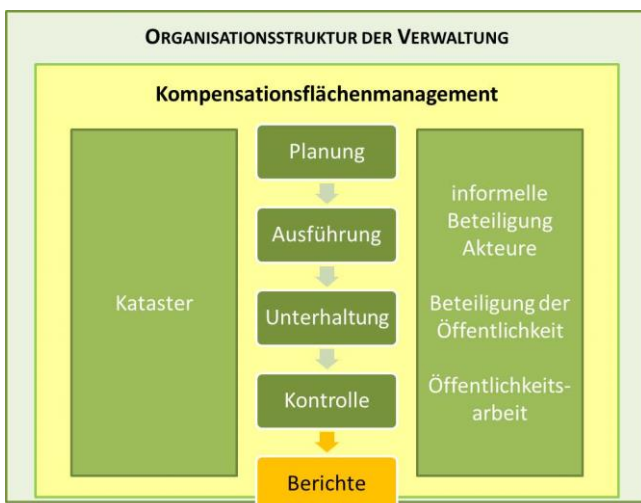 ORGANISATIONSSTRUKTUR DER VERWALTUNG
Kompensationsflächenmanagement
Kataster
Planung
Ausführung
Unterhaltung
Kontrolle
Berichte
informelle
Beteiligung
Akteure
Beteiligung der
Öffentlichkeit
Öffentlichkeits-
arbeit